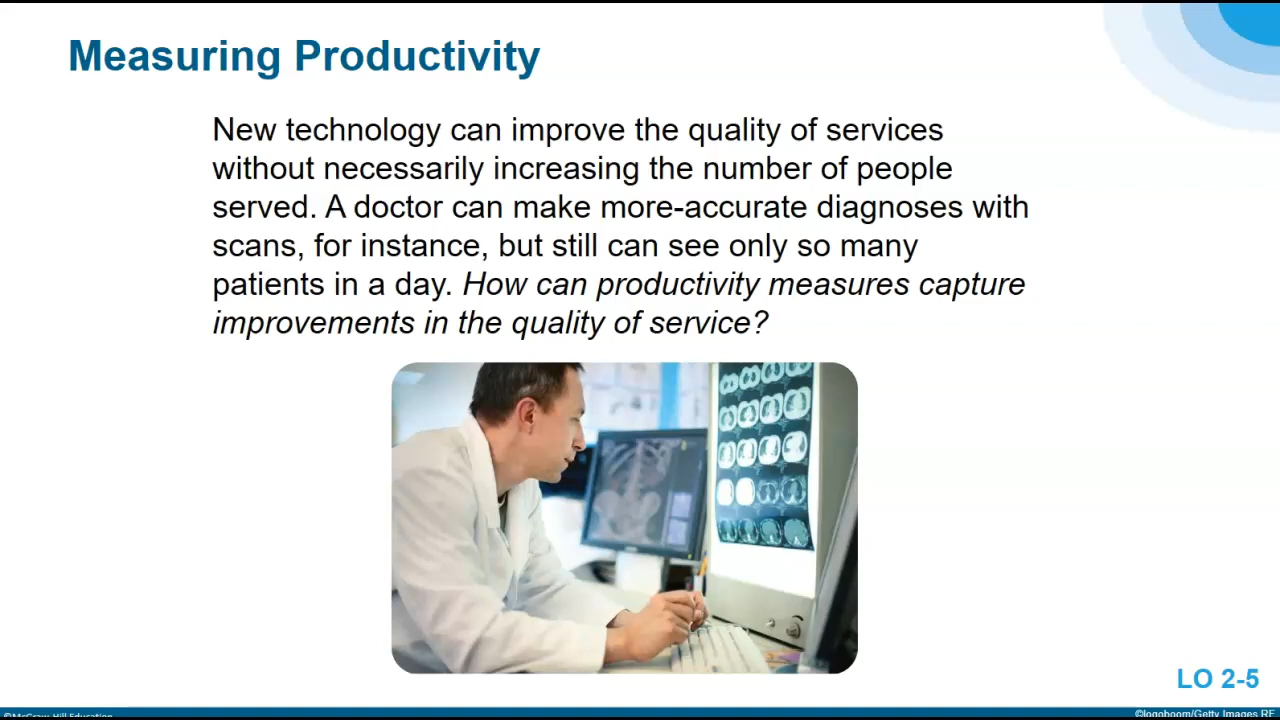 Measuring Productivity
New technology can improve the quality of services
without necessarily increasing the number of people
served. A doctor can make more-accurate diagnoses with
scans, for instance, but still can see only so many
patients in a day. How can productivity measures capture
improvements in the quality of service?
LO 2-5
©McGraw-Hill Education
©logoboom/Getty Images RF